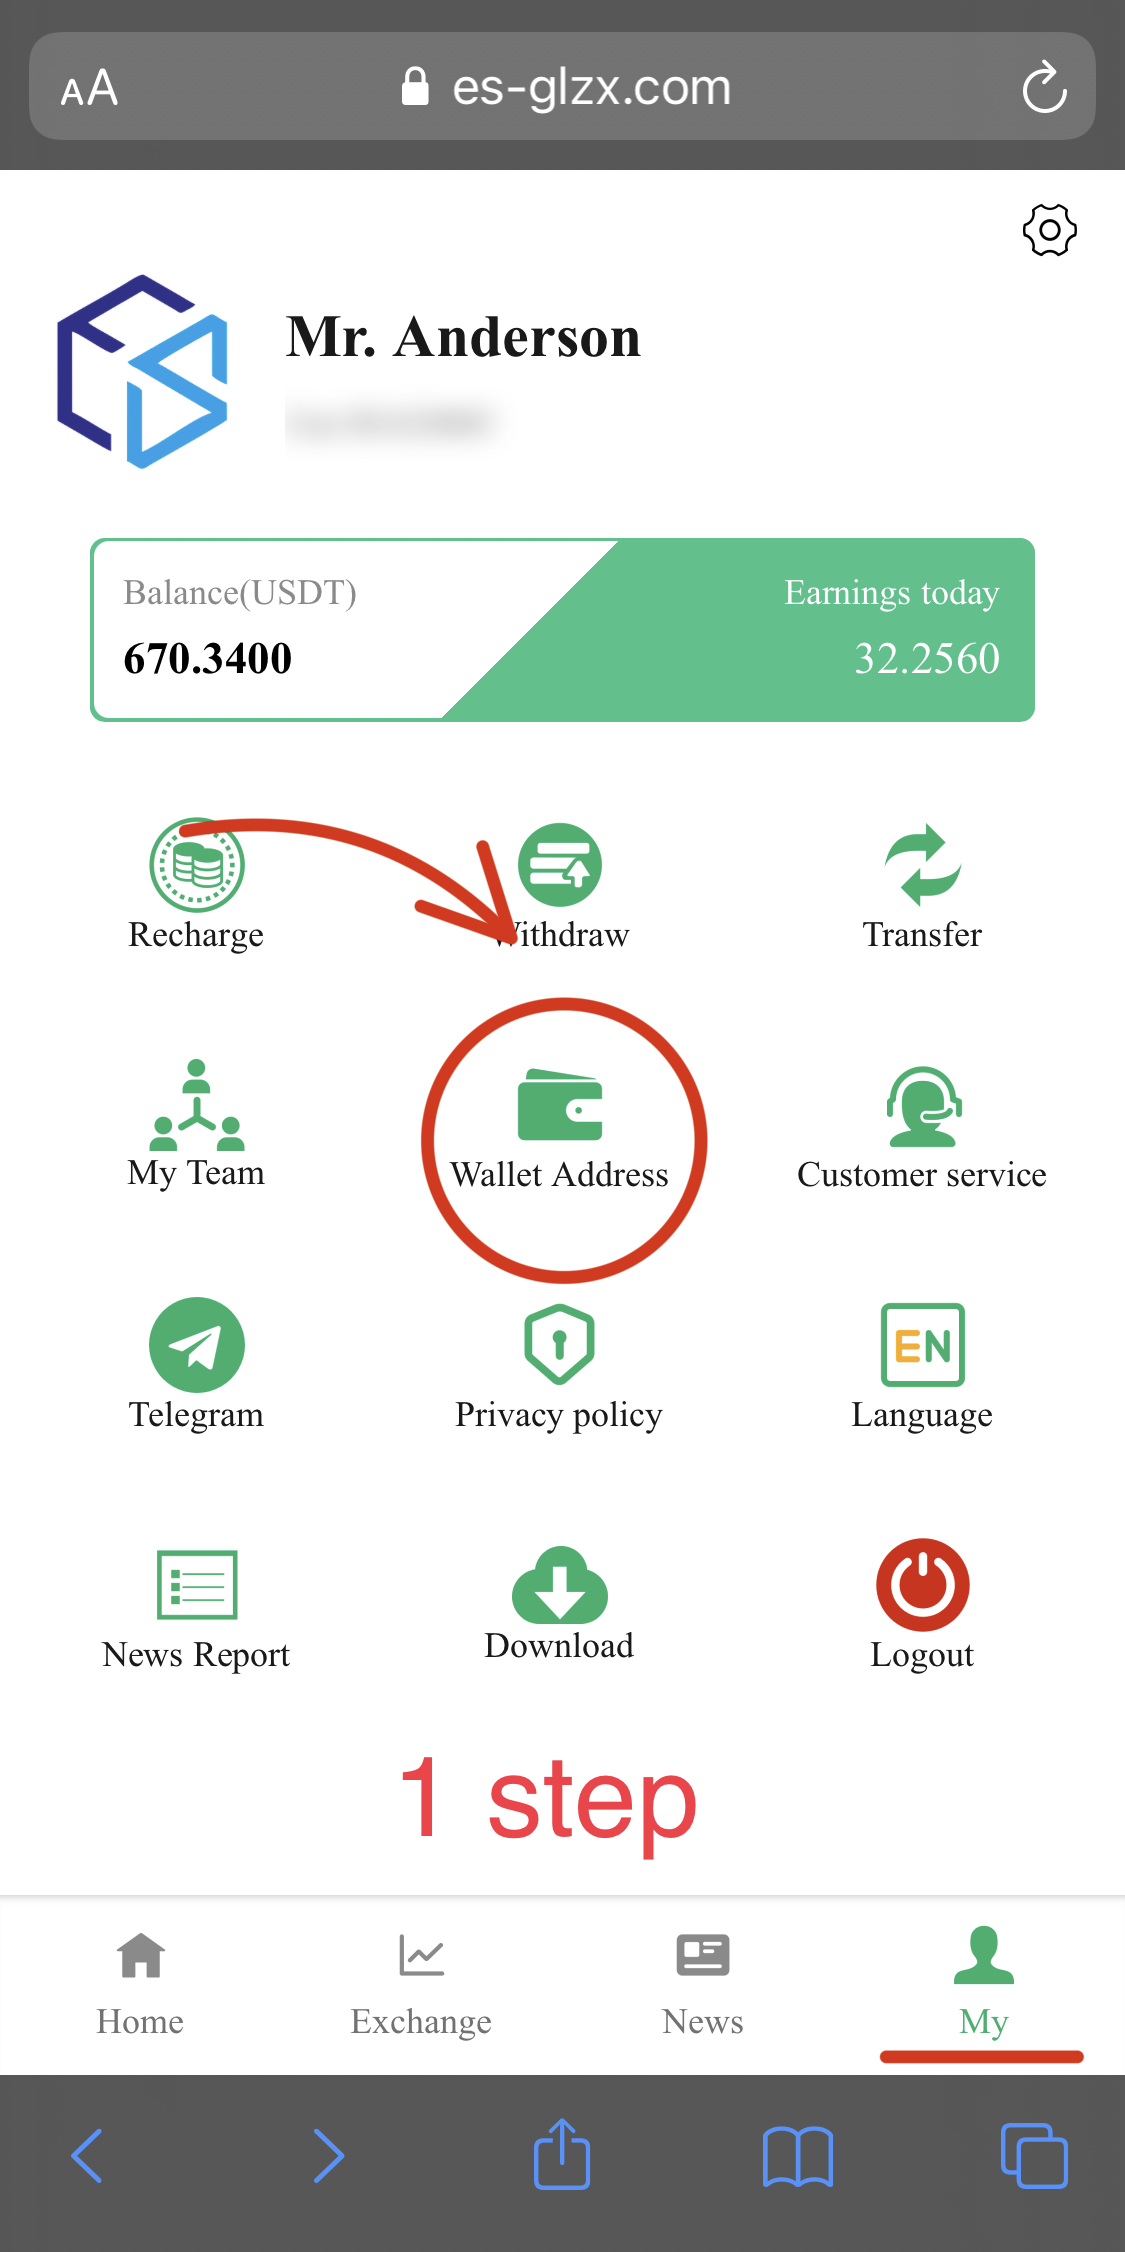 AA es-glzx.com
Mr. Anderson
Balance(USDT) Earnings today
670.3400 32.2560
Recharge Withdraw Transfer
My Team Wallet Address Customer service
EN
Telegram Privacy policy Language
News Report Download Logout
1 step
Home Exchange News My